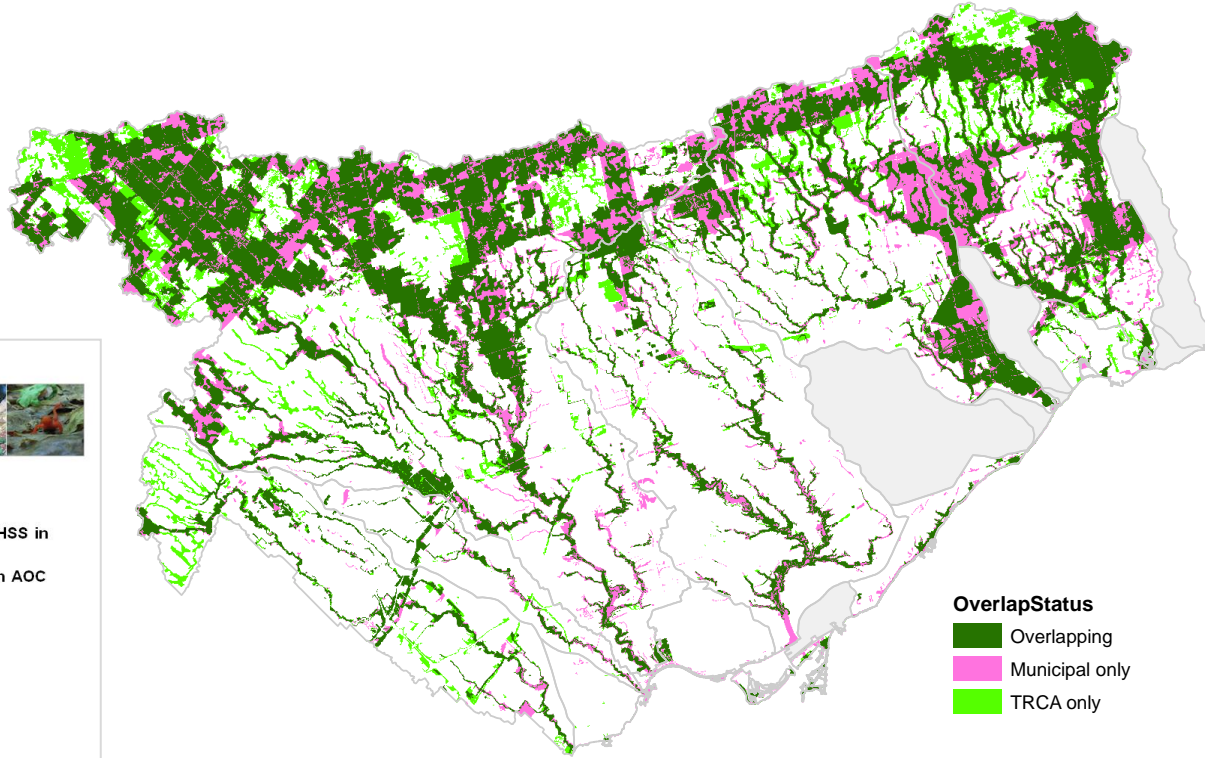 HSS in
AOC
OverlapStatus
Overlapping
Municipal only
TRCA only